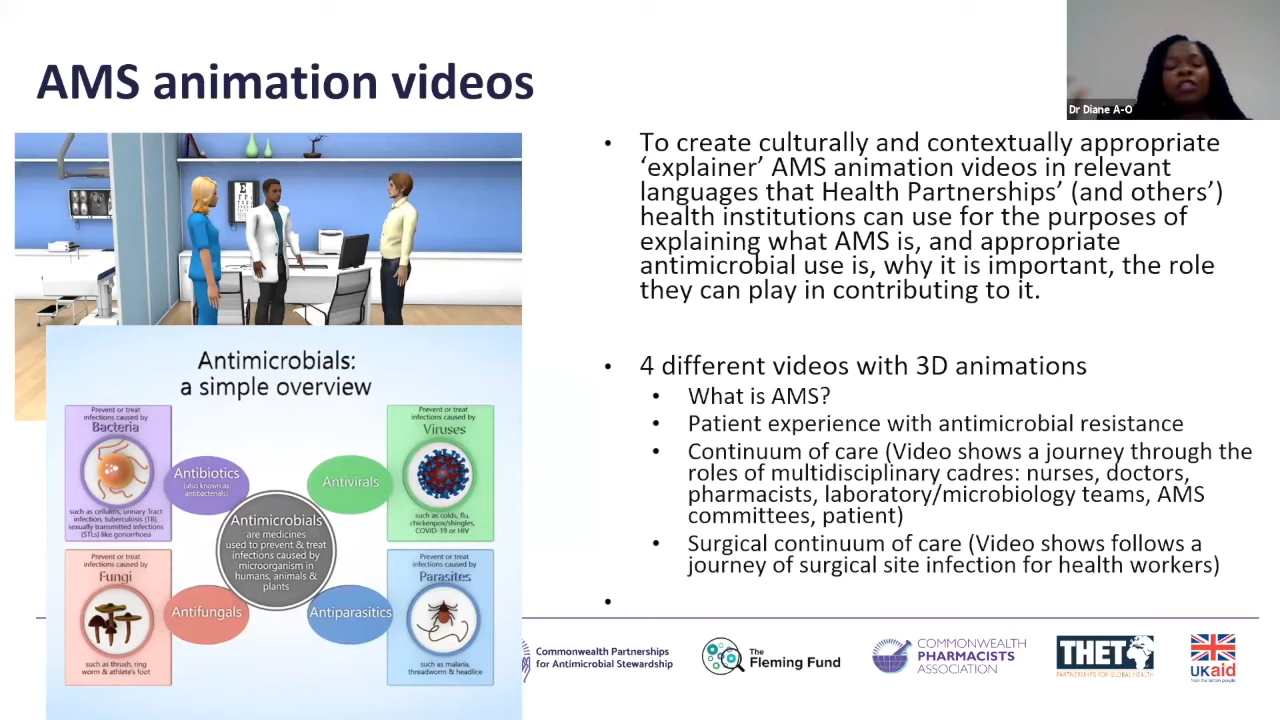 AMS animation videos
Dr Diane A-O
• To create culturally and contextually appropriate
‘explainer’ AMS animation videos in relevant
languages that Health Partnerships’ (and others’)
health institutions can use for the purposes of
explaining what AMS is, and appropriate
antimicrobial use is, why it is important, the role
they can play in contributing to it.
• 4 different videos with 3D animations
• What is AMS?
• Patient experience with antimicrobial resistance
• Continuum of care (Video shows a journey through the
roles of multidisciplinary cadres: nurses, doctors,
pharmacists, laboratory/microbiology teams, AMS
committees, patient)
• Surgical continuum of care (Video shows follows a
journey of surgical site infection for health workers)
•
E
Antimicrobials:
a simple overview
Prevent or treat
infections caused by
Bacteria
such as cellulitis, urinary Tract
infection, tuberculosis (TB),
sexually transmitted infections
(STLs) like gonorrhoea
Antibiotics
(also known as
antibacterials)
Antivirals
Prevent or treat
infections caused by
Viruses
such as colds, flu,
chickenpox/shingles,
COVID-19 or HIV
Antimicrobials
are medicines
used to prevent & treat
infections caused by
microorganism in
humans, animals &
plants
Prevent or treat
infections caused by
Fungi
such as thrush, ring
worm & athlete's foot
Antifungals
Antiparasitics
Prevent or treat
infections caused by
Parasites
such as malaria,
threadworm & headlice
Commonwealth Partnerships
for Antimicrobial Stewardship
The
Fleming Fund
COMMONWEALTH
PHARMACISTS
ASSOCIATION
THET
PARTNERSHIPS FOR GLOBAL HEALTH
UKaid
from the British people